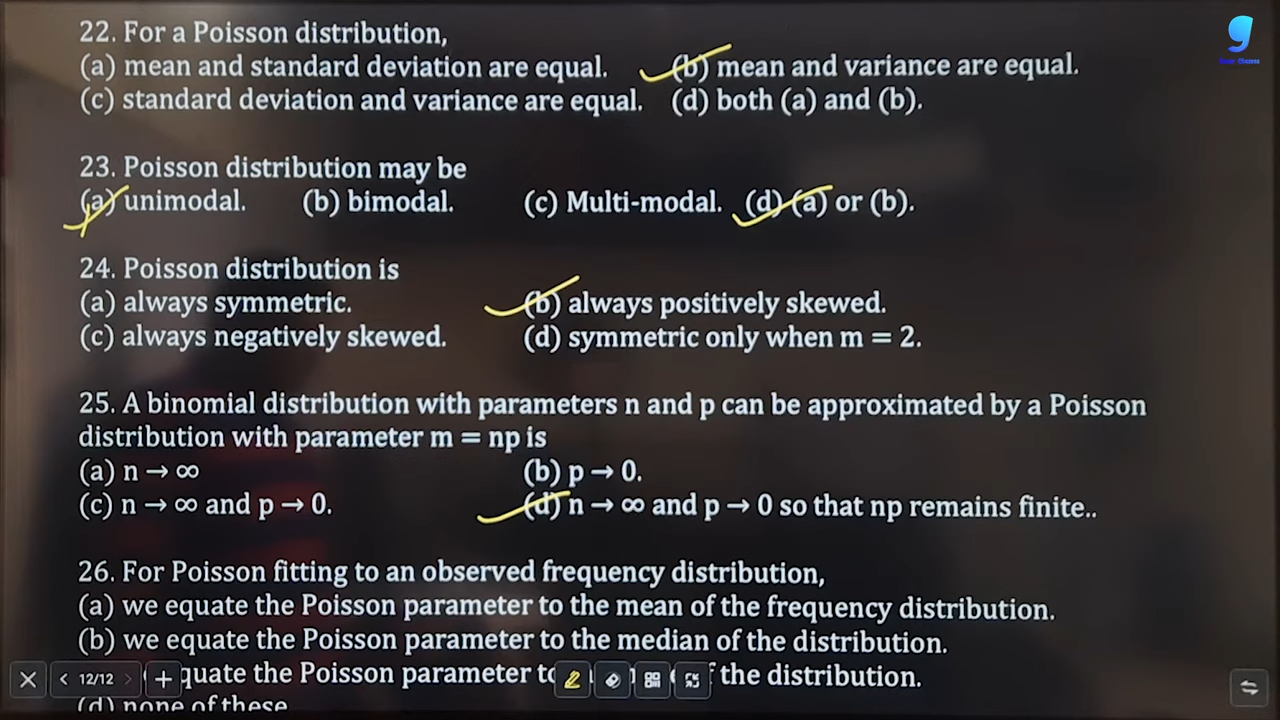 22. For a Poisson distribution,
(a) mean and standard deviation are equal. (b) mean and variance are equal.
(c) standard deviation and variance are equal. (d) both (a) and (b).
23. Poisson distribution may be
(a) unimodal. (b) bimodal. (c) Multi-modal. (d) (a) or (b).
24. Poisson distribution is
(a) always symmetric. (b) always positively skewed.
(c) always negatively skewed. (d) symmetric only when m = 2.
25. A binomial distribution with parameters n and p can be approximated by a Poisson
distribution with parameter m = np is
(a) n → ∞ (b) p → 0.
(c) n → ∞ and p → 0. (d) n → ∞ and p → 0 so that np remains finite..
26. For Poisson fitting to an observed frequency distribution,
(a) we equate the Poisson parameter to the mean of the frequency distribution.
(b) we equate the Poisson parameter to the median of the distribution.
equate the Poisson parameter the distribution.
(d) none of these
12/12